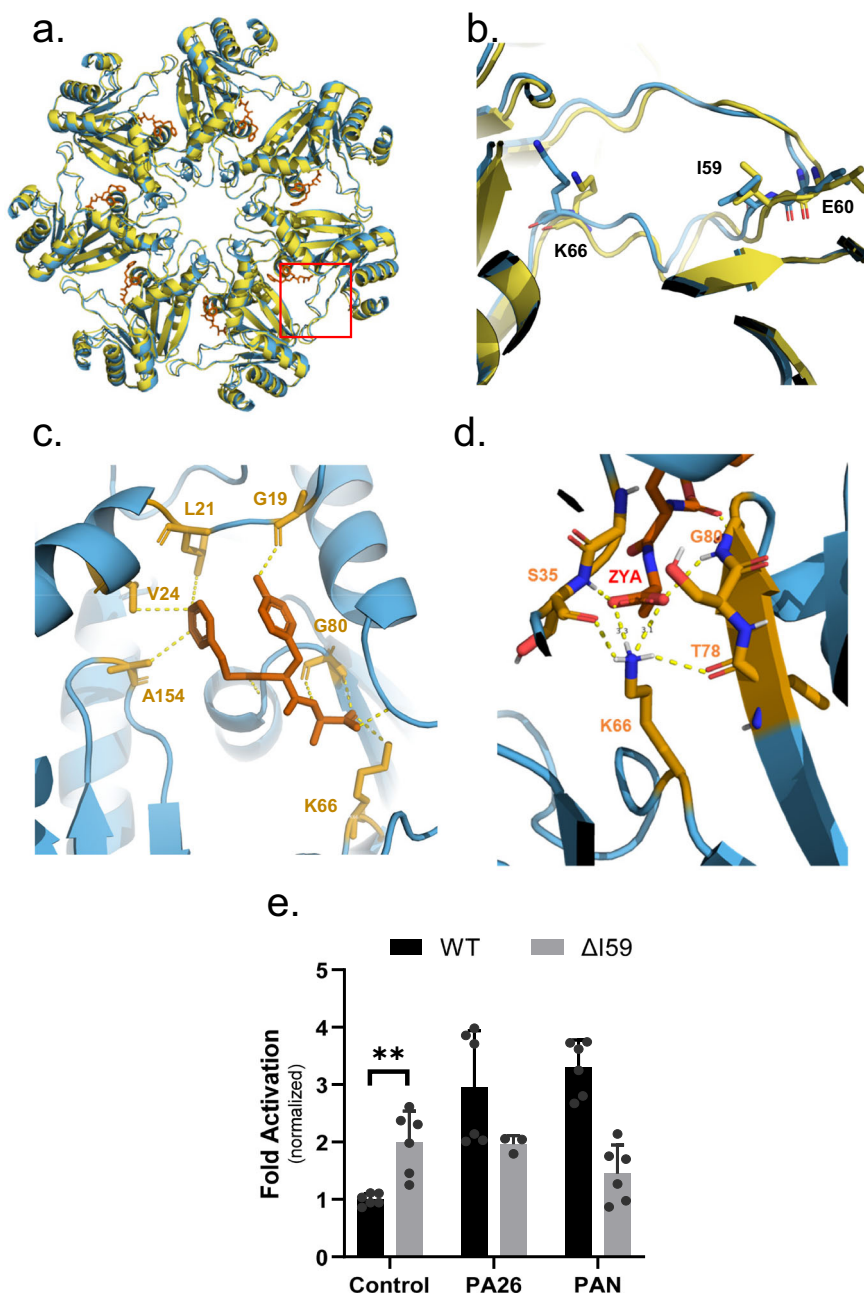 a.
b.
I59
E60
K66
c.
d.
L21
G19
V24
G80
A154
K66
S35
ZYA
G80
T78
K66
e.
WT
ΔI59
Fold Activation
(normalized)
5
4
3
2
1
0
**
Control
PA26
PAN